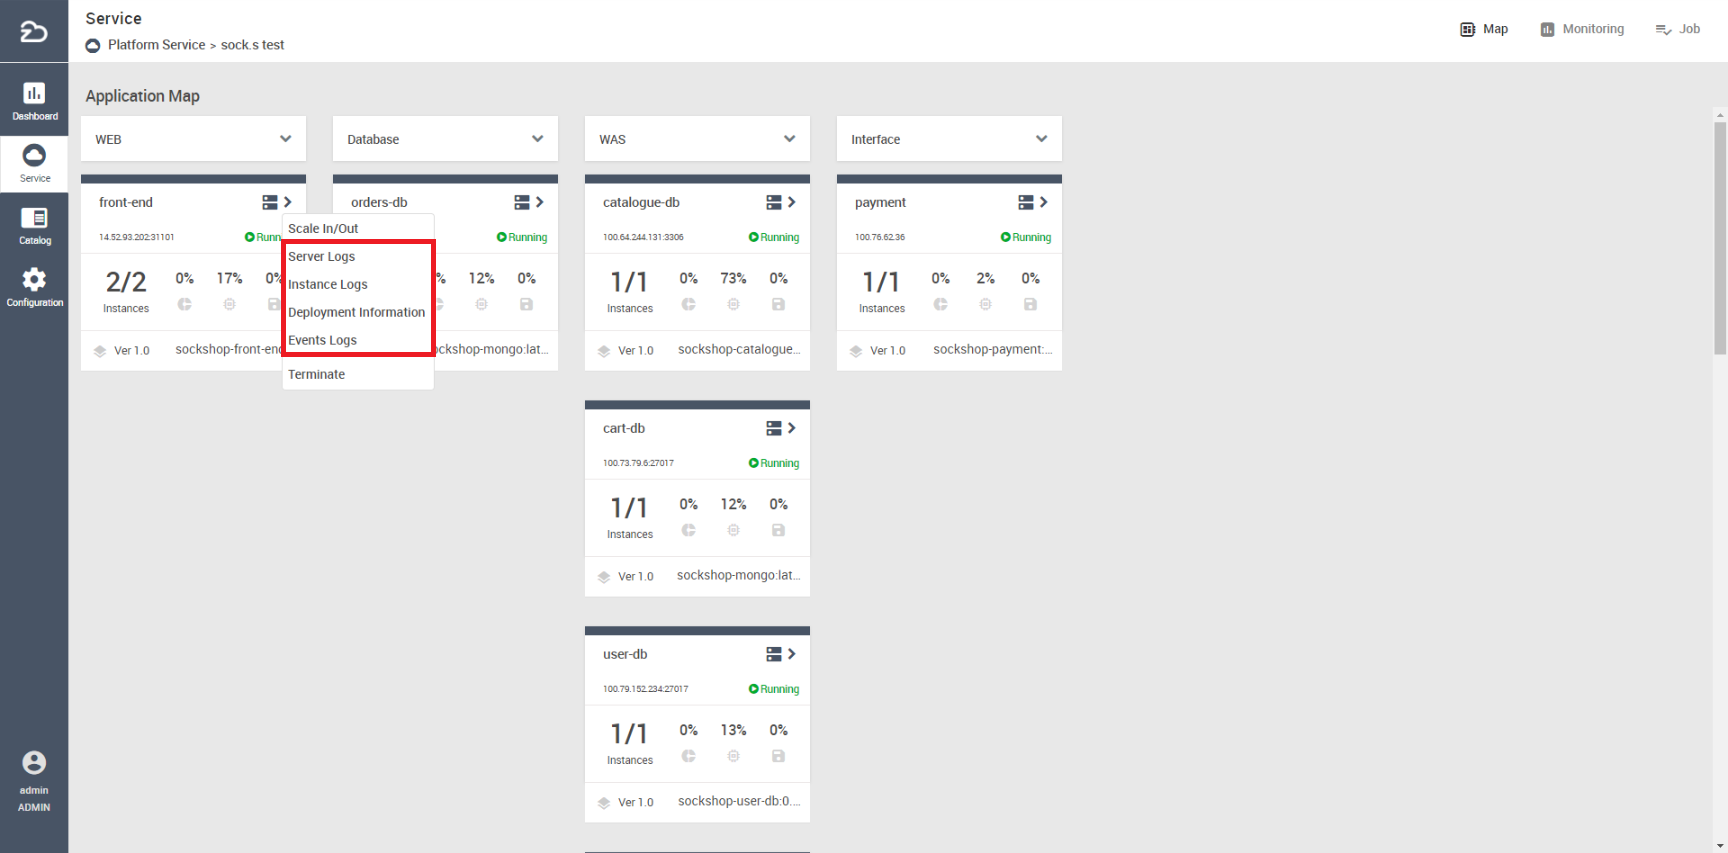 Service
Platform Service > sock.s test
Map
Monitoring
Job
Dashboard
Service
Catalog
Configuration
admin
ADMIN
Application Map
WEB
Database
WAS
Interface
front-end
14.52.93.202:31101
Runn
2/2
Instances
0%
17%
0%
Ver 1.0
sockshop-front-end
Scale In/Out
Server Logs
Instance Logs
Deployment Information
Events Logs
Terminate
orders-db
Running
%
12%
0%
ockshop-mongo:lat...
catalogue-db
100.64.244.131:3306
Running
1/1
Instances
0%
73%
0%
Ver 1.0
sockshop-catalogue...
payment
100.76.62.36
Running
1/1
Instances
0%
2%
0%
Ver 1.0
sockshop-payment:...
cart-db
100.73.79.6:27017
Running
1/1
Instances
0%
12%
0%
Ver 1.0
sockshop-mongo:lat...
user-db
100.79.152.234:27017
Running
1/1
Instances
0%
13%
0%
Ver 1.0
sockshop-user-db:0....